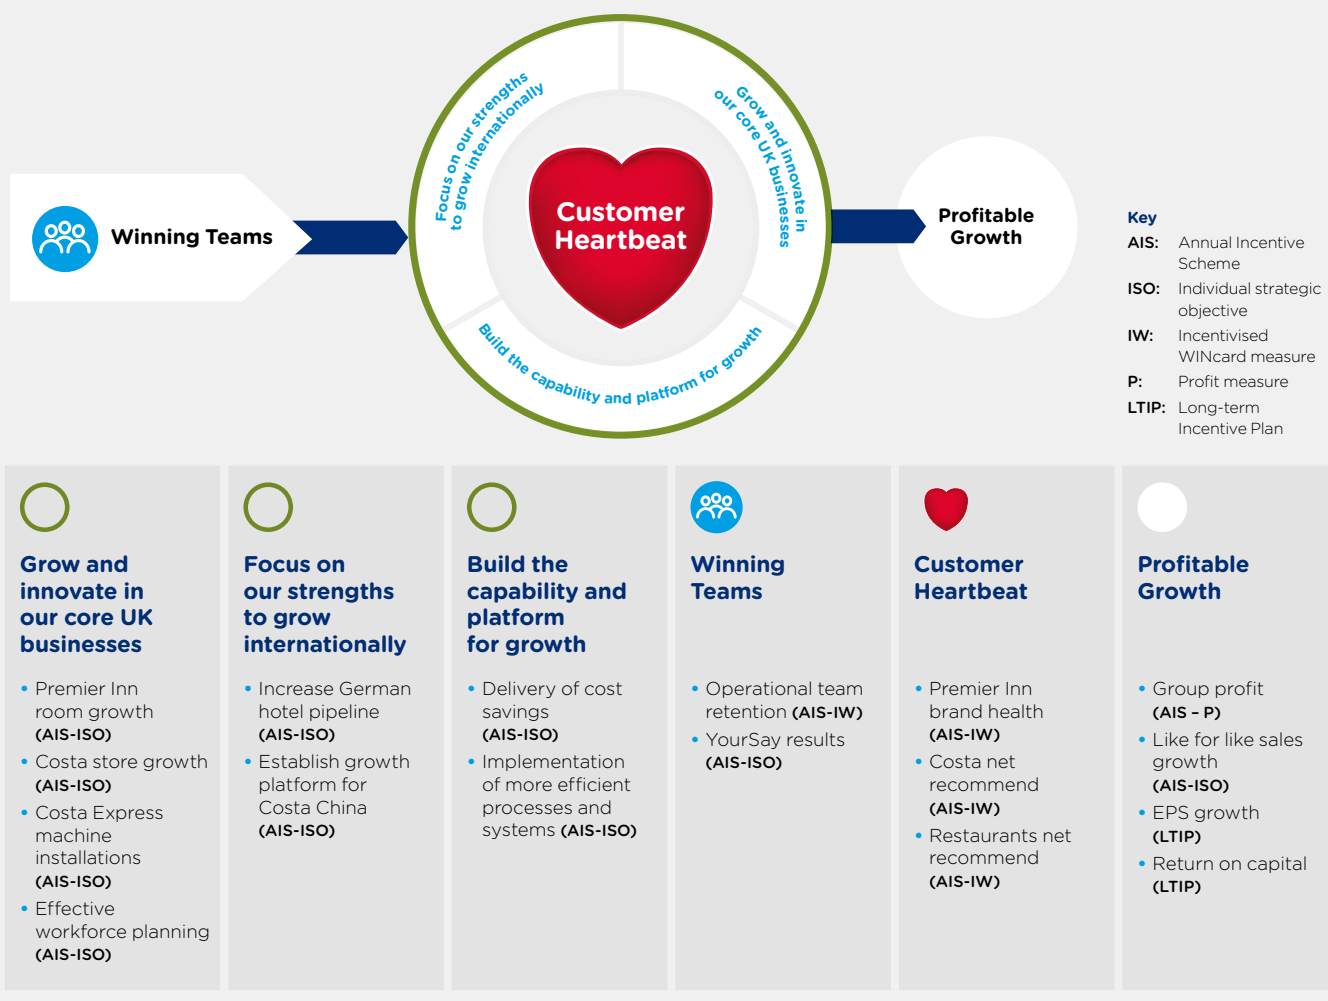 Winning Teams
Focus on our strengths
to grow internationally
Grow and innovate in
our core UK businesses
Build the capability and platform for growth
Customer
Heartbeat
Profitable
Growth
Key
AIS: Annual Incentive
Scheme
ISO: Individual strategic
objective
IW: Incentivised
WINcard measure
P: Profit measure
LTIP: Long-term
Incentive Plan
Grow and
innovate in
our core UK
businesses
• Premier Inn
room growth
(AIS-ISO)
• Costa store growth
(AIS-ISO)
• Costa Express
machine
installations
(AIS-ISO)
• Effective
workforce planning
(AIS-ISO)
Focus on
our strengths
to grow
internationally
• Increase German
hotel pipeline
(AIS-ISO)
• Establish growth
platform for
Costa China
(AIS-ISO)
Build the
capability and
platform
for growth
• Delivery of cost
savings
(AIS-ISO)
• Implementation
of more efficient
processes and
systems (AIS-ISO)
Winning
Teams
• Operational team
retention (AIS-IW)
• YourSay results
(AIS-ISO)
Customer
Heartbeat
• Premier Inn
brand health
(AIS-IW)
• Costa net
recommend
(AIS-IW)
• Restaurants net
recommend
(AIS-IW)
Profitable
Growth
• Group profit
(AIS – P)
• Like for like sales
growth
(AIS-ISO)
• EPS growth
(LTIP)
• Return on capital
(LTIP)